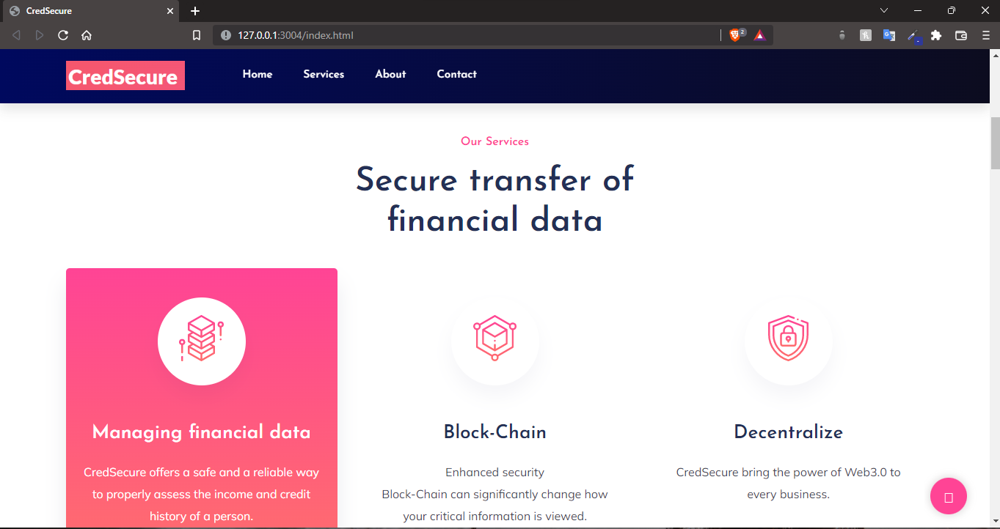 CredSecure
127.0.0.1:3004/index.html
2
CredSecure
Home Services About Contact
Our Services
Secure transfer of
financial data
Managing financial data
CredSecure offers a safe and a reliable way
to properly assess the income and credit
history of a person.
Block-Chain
Enhanced security
Block-Chain can significantly change how
your critical information is viewed.
Decentralize
CredSecure bring the power of Web3.0 to
every business.